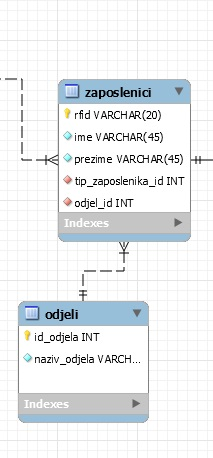 zaposlenici
rfid VARCHAR(20)
ime VARCHAR(45)
prezime VARCHAR(45)
tip_zaposlenika_id INT
odjel_id INT
Indexes
odjeli
id_odjela INT
naziv_odjela VARCH...
Indexes